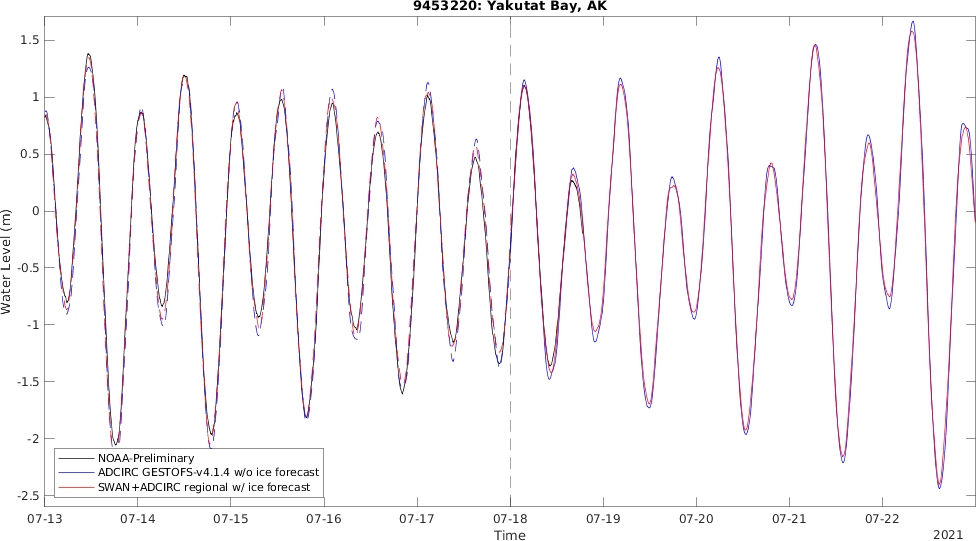 9453220: Yakutat Bay, AK
1.5
1
0.5
0
-0.5
-1
-1.5
-2
-2.5
Water Level (m)
NOAA-Preliminary
ADCIRC GESTOFS-v4.1.4 w/o ice forecast
SWAN+ADCIRC regional w/ ice forecast
07-13 07-14 07-15 07-16 07-17 07-18 07-19 07-20 07-21 07-22
Time
2021